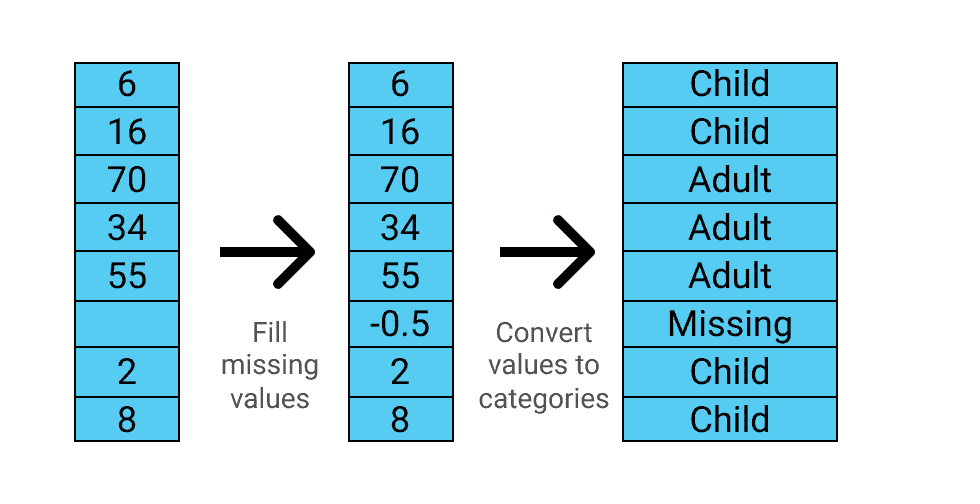 6
16
70
34
55
2
8
Fill
missing
values
6
16
70
34
55
-0.5
2
8
Convert
values to
categories
Child
Child
Adult
Adult
Adult
Missing
Child
Child